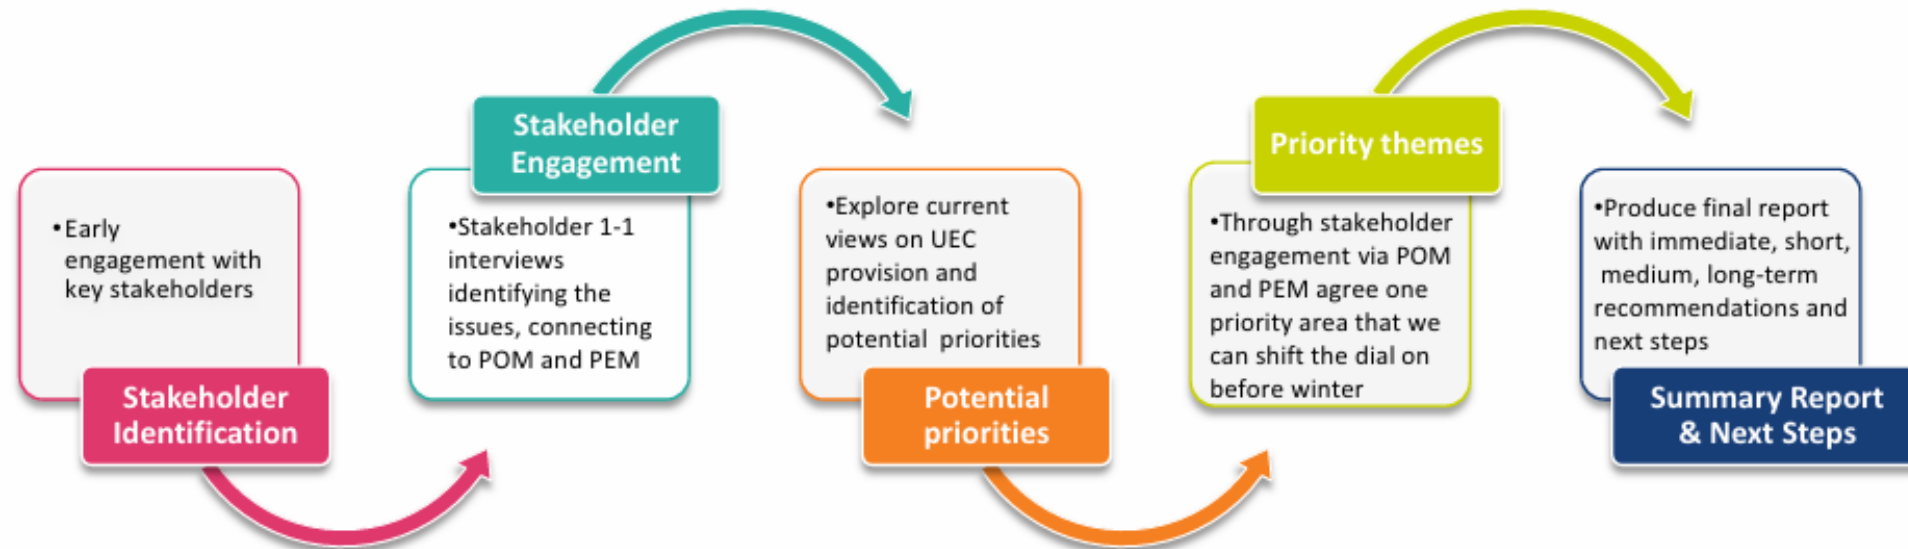 •Early
engagement with
key stakeholders
Stakeholder
Identification
Stakeholder
Engagement
•Stakeholder 1-1
interviews
identifying the
issues, connecting
to POM and PEM
•Explore current
views on UEC
provision and
identification of
potential  priorities
Potential
priorities
Priority themes
•Through stakeholder
engagement via POM
and PEM agree one
priority area that we
can shift the dial on
before winter
•Produce final report
with immediate, short,
medium, long-term
recommendations and
next steps
Summary Report
& Next Steps